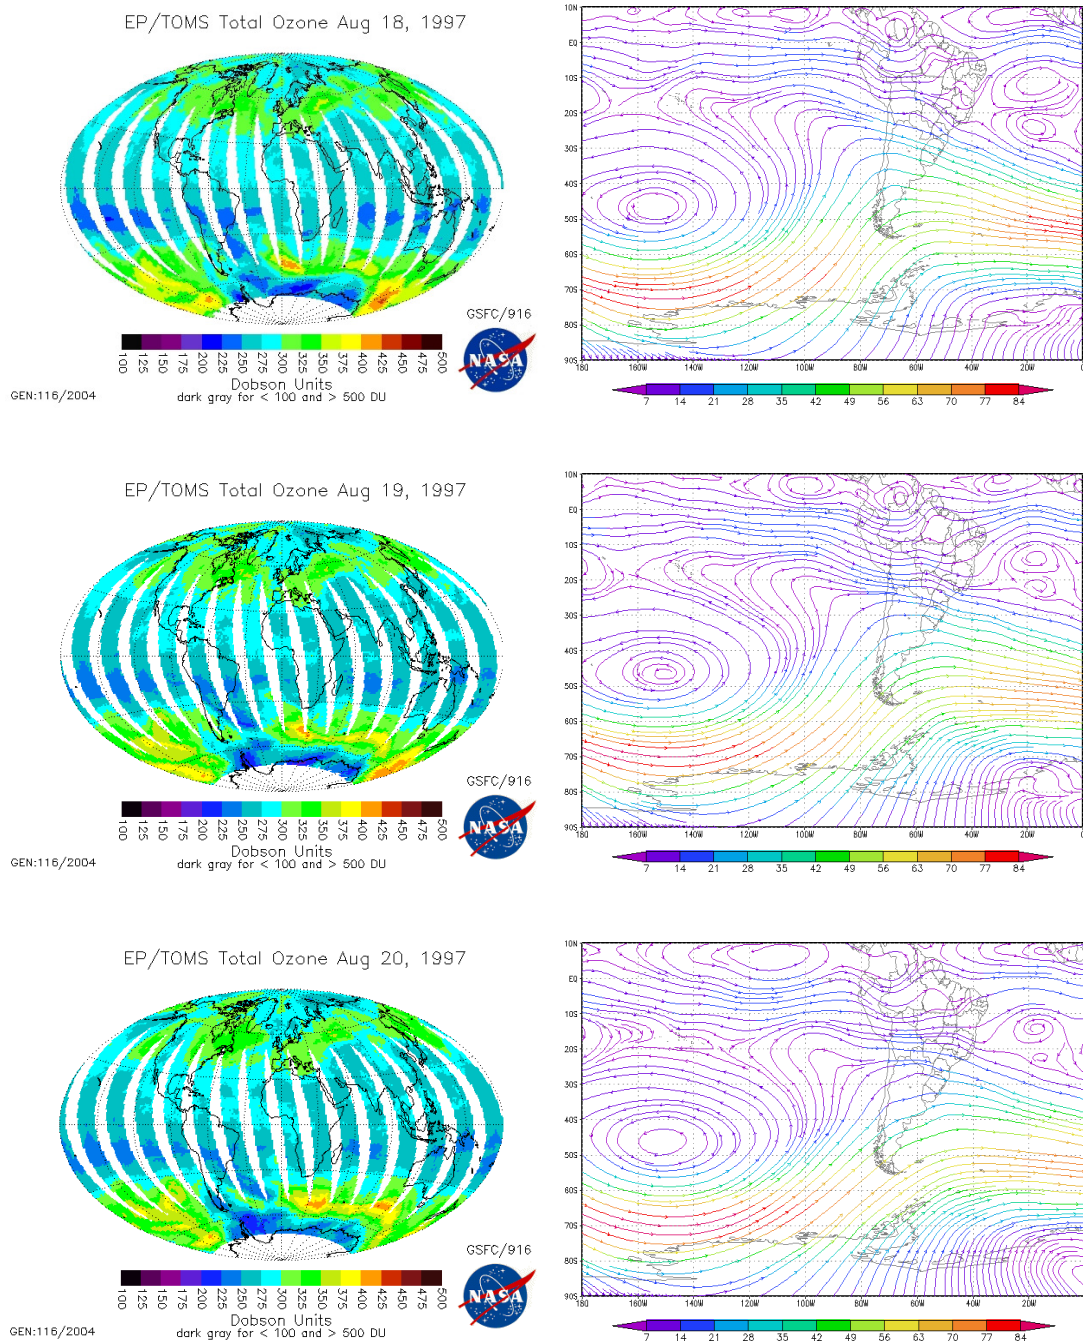 EP/TOMS Total Ozone Aug 18, 1997
GSFC/916
NASA
100 125 150 175 200 225 250 275 300 325 350 375 400 425 450 475 500
Dobson Units
dark gray for < 100 and > 500 DU
GEN:116/2004
10N
EQ
10S
20S
30S
40S
50S
60S
70S
80S
90S
180 160W 140W 120W 100W 80W 60W 40W 20W 0
7 14 21 28 35 42 49 56 63 70 77 84
EP/TOMS Total Ozone Aug 19, 1997
GSFC/916
NASA
100 125 150 175 200 225 250 275 300 325 350 375 400 425 450 475 500
Dobson Units
dark gray for < 100 and > 500 DU
GEN:116/2004
10N
EQ
10S
20S
30S
40S
50S
60S
70S
80S
90S
180 160W 140W 120W 100W 80W 60W 40W 20W 0
7 14 21 28 35 42 49 56 63 70 77 84
EP/TOMS Total Ozone Aug 20, 1997
GSFC/916
NASA
100 125 150 175 200 225 250 275 300 325 350 375 400 425 450 475 500
Dobson Units
dark gray for < 100 and > 500 DU
GEN:116/2004
10N
EQ
10S
20S
30S
40S
50S
60S
70S
80S
90S
180 160W 140W 120W 100W 80W 60W 40W 20W 0
7 14 21 28 35 42 49 56 63 70 77 84